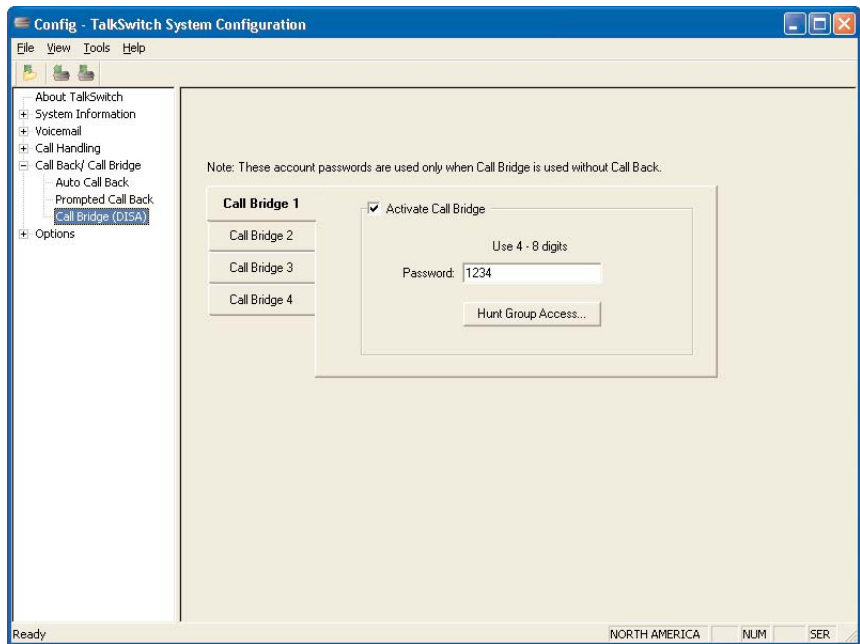 Config - TalkSwitch System Configuration
File View Tools Help
About TalkSwitch
System Information
Voicemail
Call Handling
Call Back/ Call Bridge
Auto Call Back
Prompted Call Back
Call Bridge (DISA)
Options
Note: These account passwords are used only when Call Bridge is used without Call Back.
Call Bridge 1
Call Bridge 2
Call Bridge 3
Call Bridge 4
Activate Call Bridge
Use 4 - 8 digits
Password: 1234
Hunt Group Access...
Ready NORTH AMERICA NUM SER